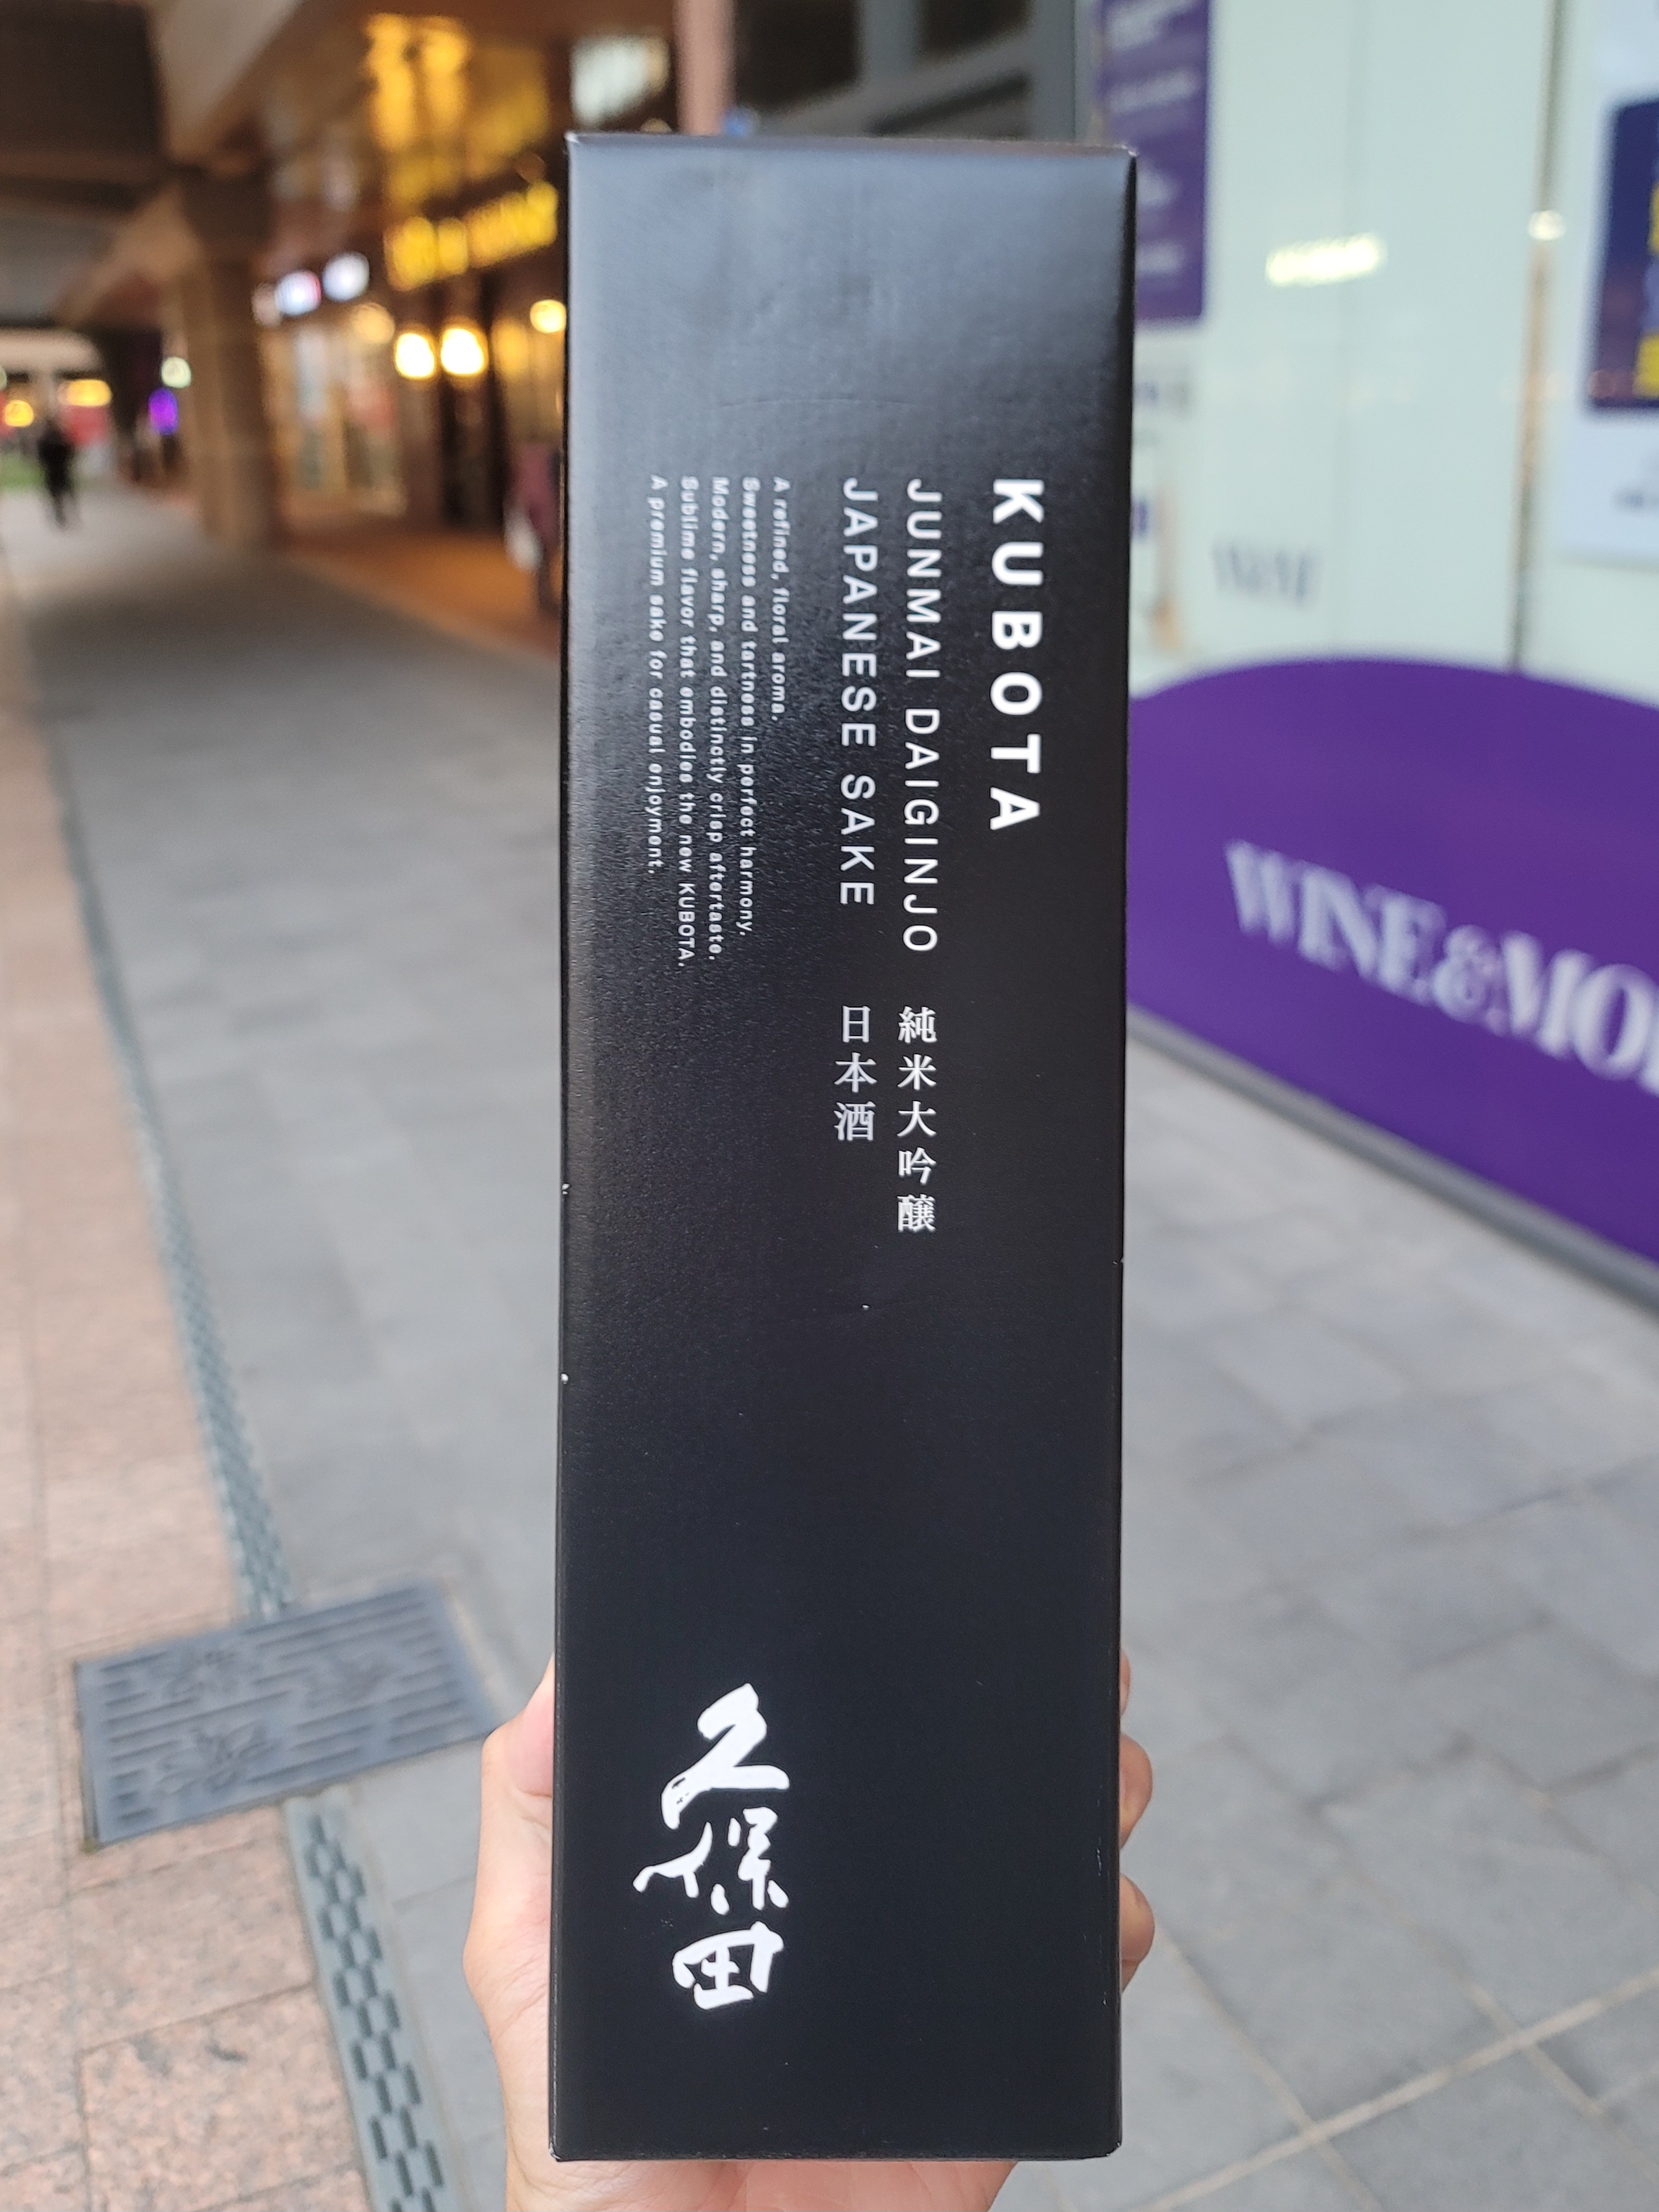 KUBOTA
JUNMAI DAIGINJO 純米大吟醸
JAPANESE SAKE 日本酒
A refined, floral aroma.
Sweetness and tartness in perfect harmony.
Modern, sharp, and distinctly crisp aftertaste.
Sublime flavor that embodies the new KUBOTA.
A premium sake for casual enjoyment.
久保田
WINE&MO
WINE